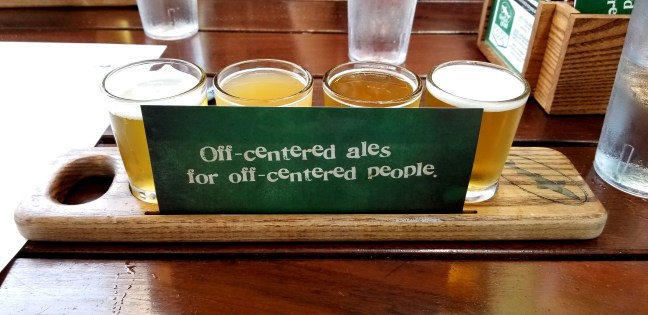 Off-centered ales
for off-centered people.